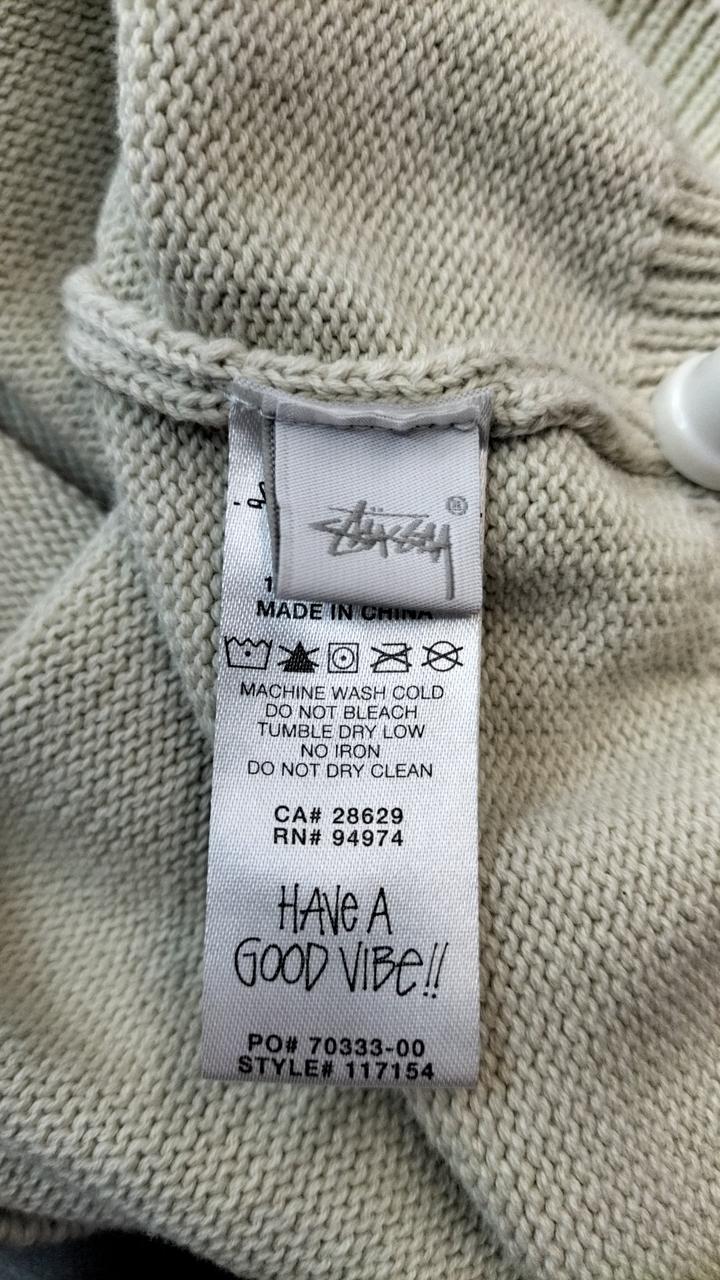 STÜSSY ®
MADE IN CHINA
MACHINE WASH COLD
DO NOT BLEACH
TUMBLE DRY LOW
NO IRON
DO NOT DRY CLEAN
CA# 28629
RN# 94974
HAVE A
GOOD VIBE!!
PO# 70333-00
STYLE# 117154